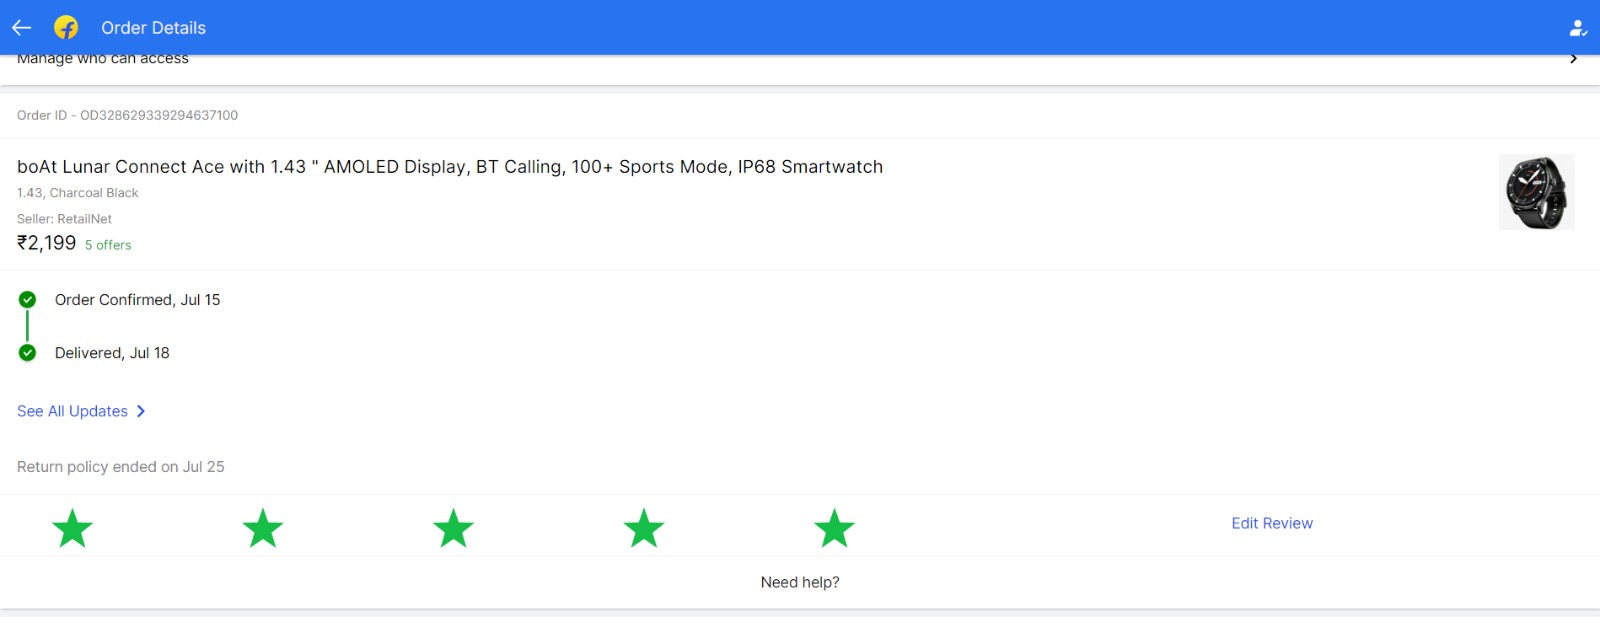 Order Details
Manage who can access
Order ID - OD328629339294637100
boAt Lunar Connect Ace with 1.43 " AMOLED Display, BT Calling, 100+ Sports Mode, IP68 Smartwatch
1.43, Charcoal Black
Seller: RetailNet
₹2,199 5 offers
Order Confirmed, Jul 15
Delivered, Jul 18
See All Updates
Return policy ended on Jul 25
Edit Review
Need help?